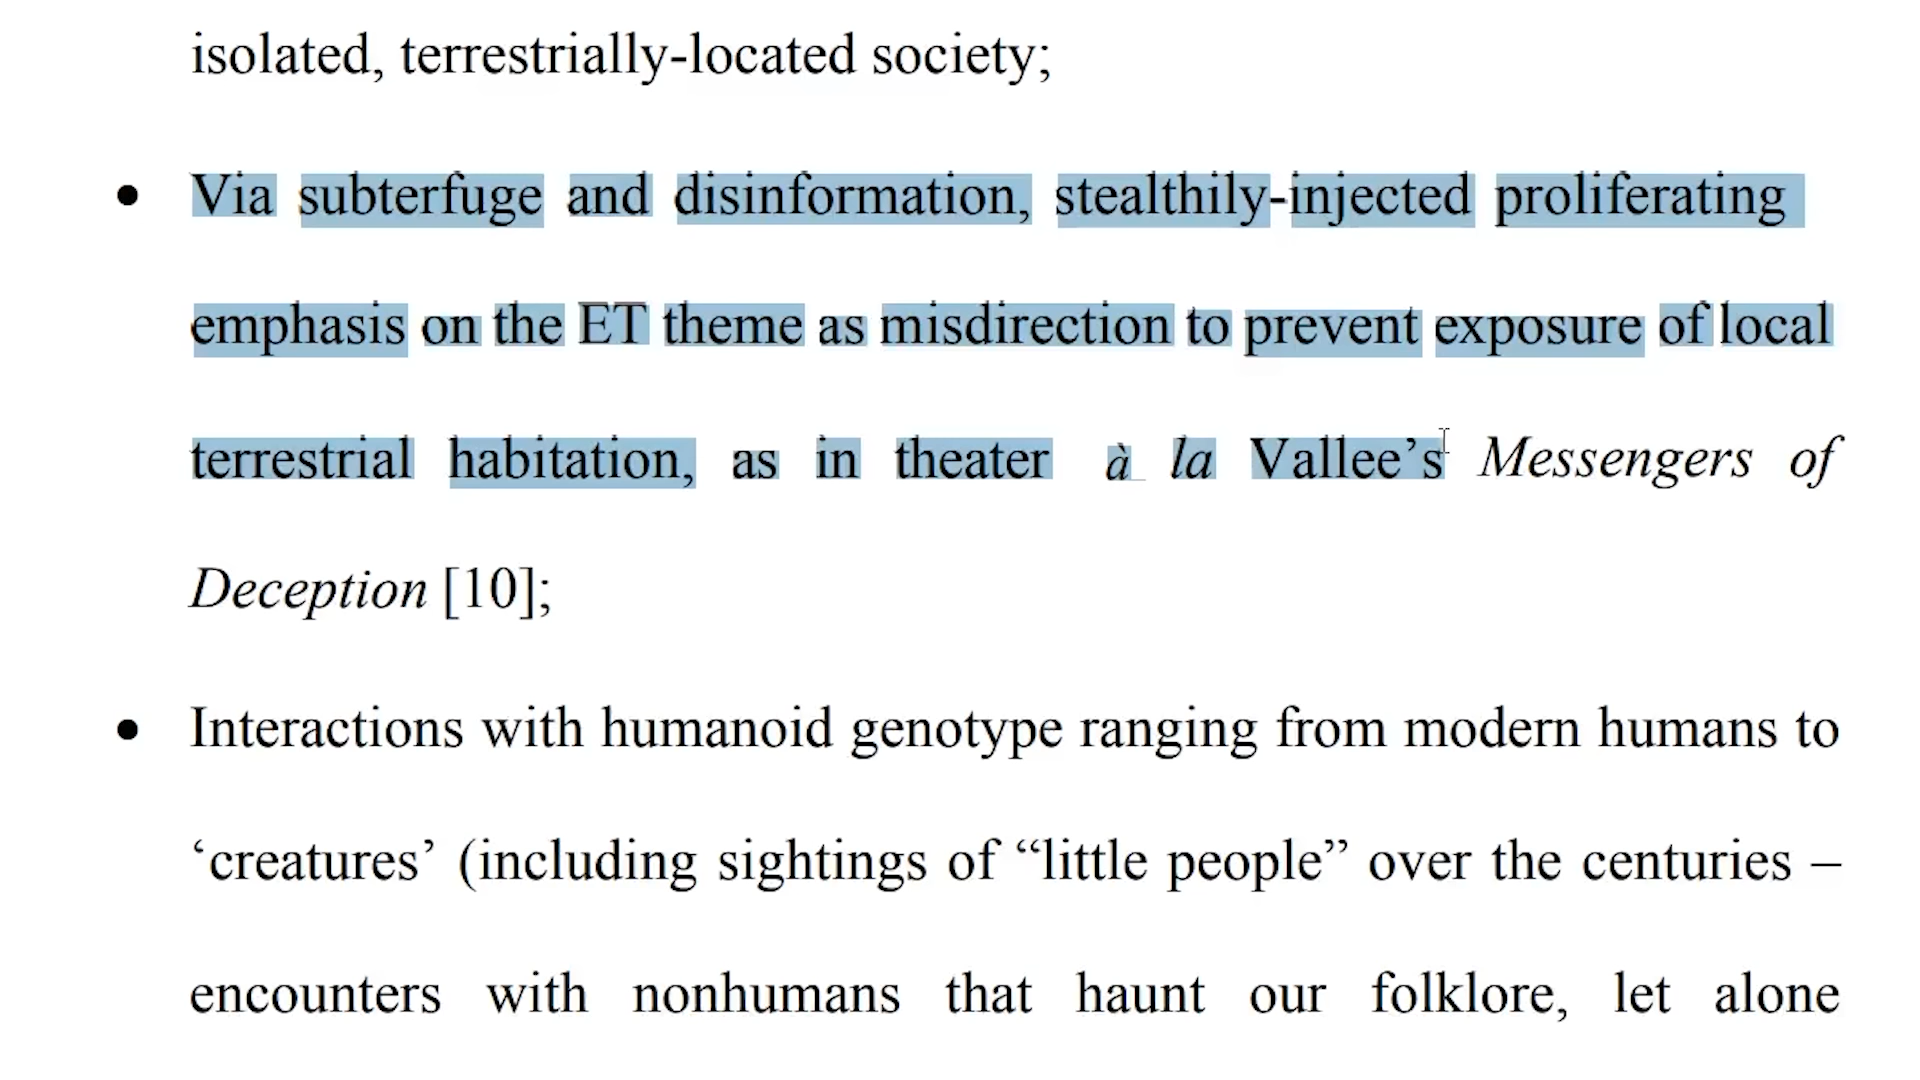 isolated, terrestrially-located society;
• Via subterfuge and disinformation, stealthily-injected proliferating
emphasis on the ET theme as misdirection to prevent exposure of local
terrestrial habitation, as in theater à la Vallee’s Messengers of
Deception [10];
• Interactions with humanoid genotype ranging from modern humans to
‘creatures’ (including sightings of “little people” over the centuries –
encounters with nonhumans that haunt our folklore, let alone